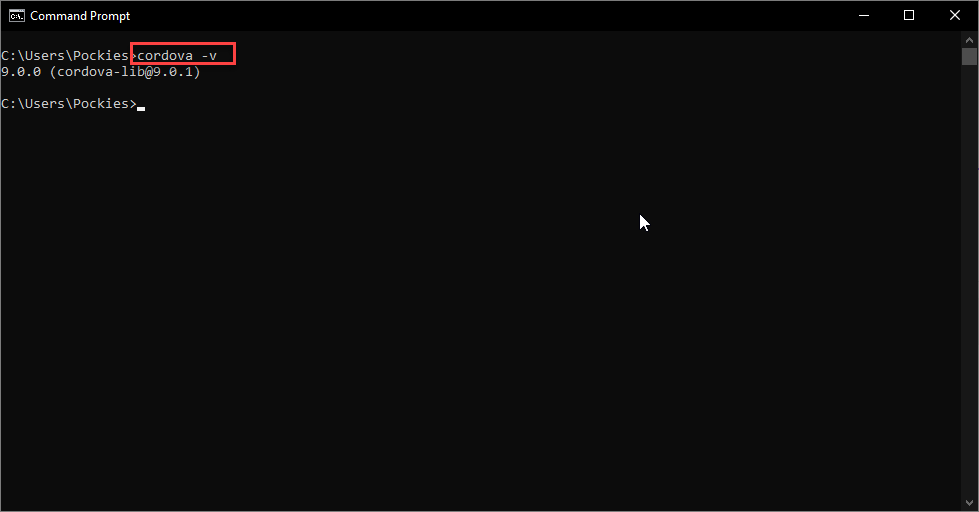 Command Prompt
C:\Users\Pockies>cordova -v
9.0.0 (cordova-lib@9.0.1)
C:\Users\Pockies>